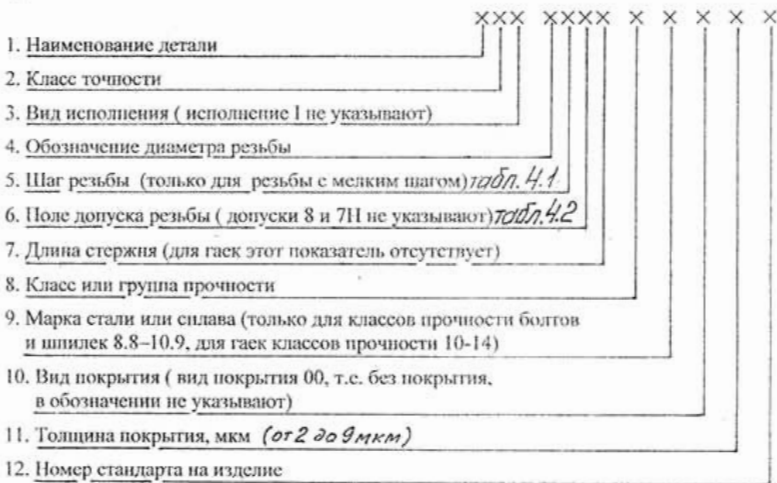 ××× ×××× × × × × ×
1. Наименование детали
2. Класс точности
3. Вид исполнения ( исполнение I не указывают)
4. Обозначение диаметра резьбы
5. Шаг резьбы (только для резьбы с мелким шагом) табл. 4.1
6. Поле допуска резьбы ( допуски 8 и 7Н не указывают) табл. 4.2
7. Длина стержня (для гаек этот показатель отсутствует)
8. Класс или группа прочности
9. Марка стали или сплава (только для классов прочности болтов
и шпилек 8.8–10.9, для гаек классов прочности 10-14)
10. Вид покрытия ( вид покрытия 00, т.е. без покрытия,
в обозначении не указывают)
11. Толщина покрытия, мкм (от 2 до 9 мкм)
12. Номер стандарта на изделие